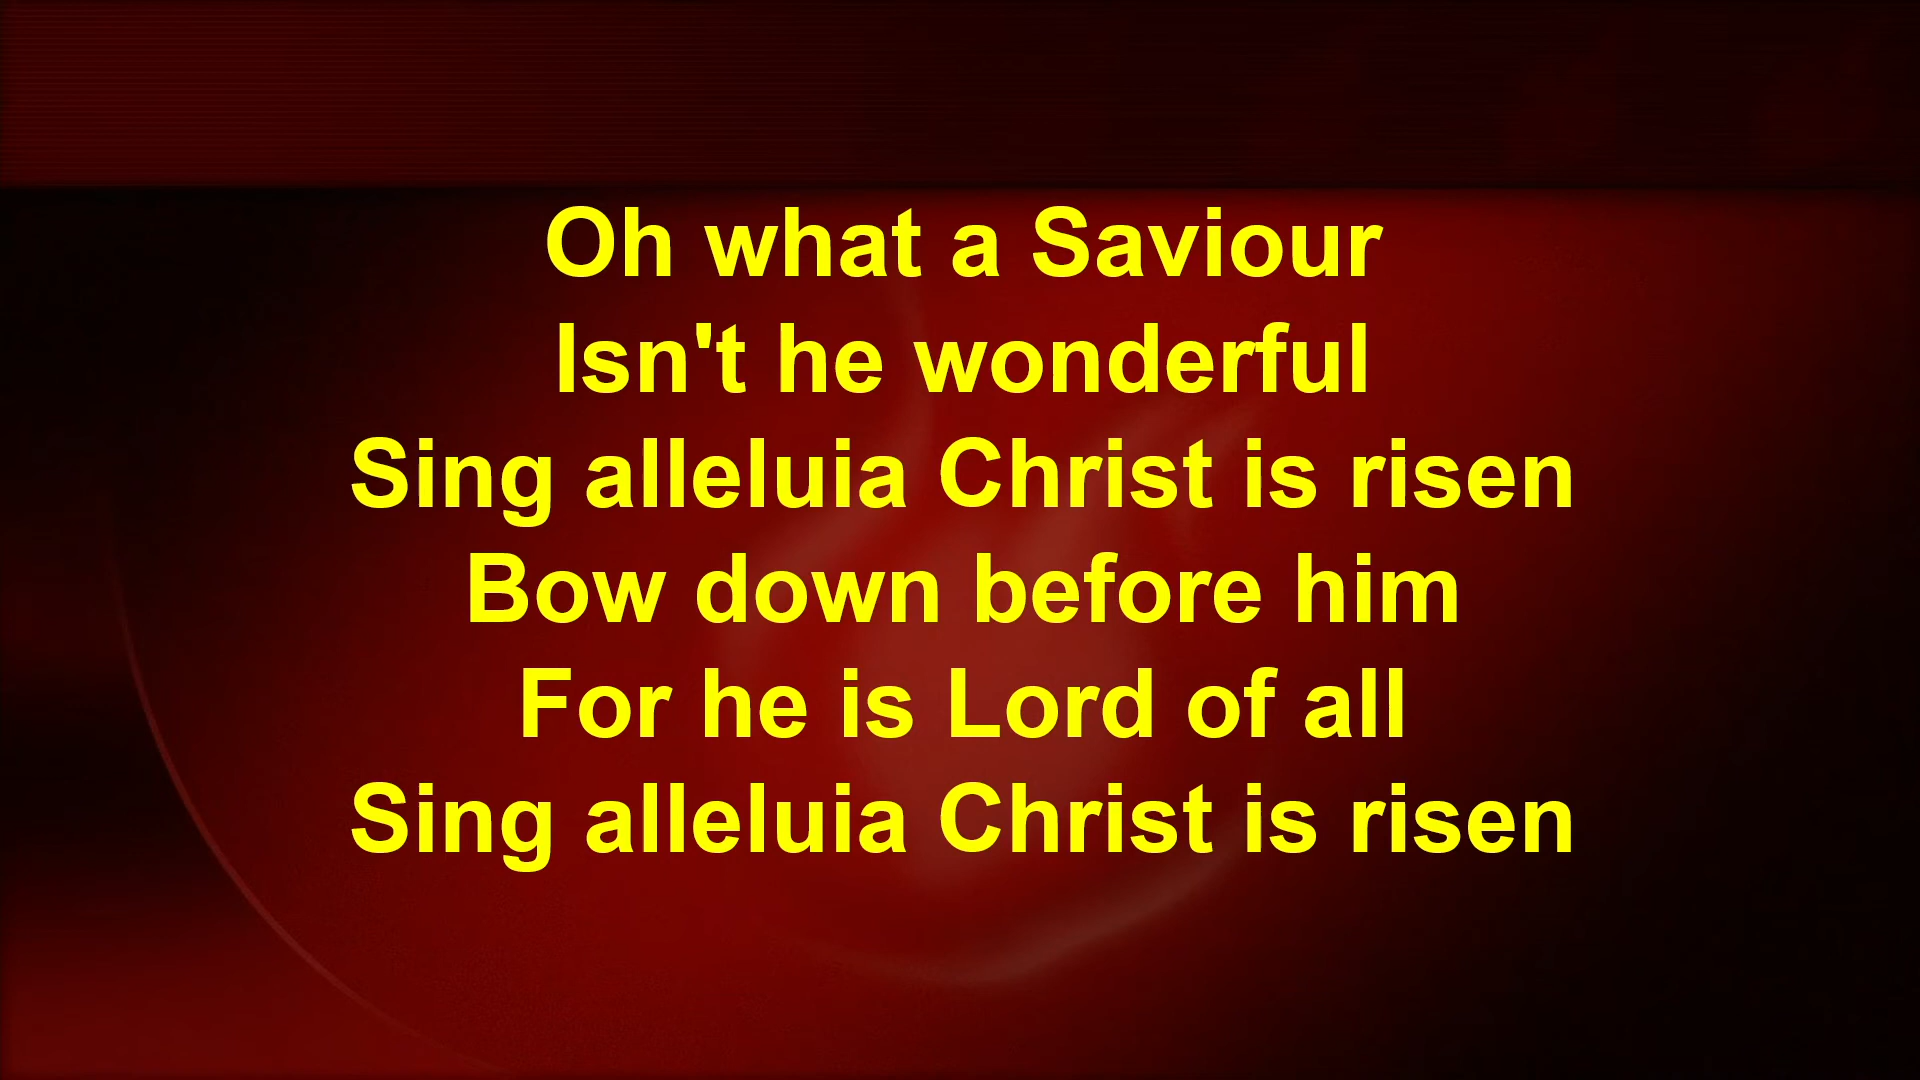 Oh what a Saviour
Isn't he wonderful
Sing alleluia Christ is risen
Bow down before him
For he is Lord of all
Sing alleluia Christ is risen